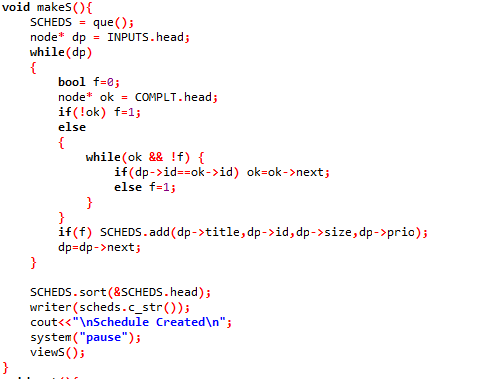 void makeS(){
SCHEDS = que();
node* dp = INPUTS.head;
while(dp)
{
bool f=0;
node* ok = COMPLT.head;
if(!ok) f=1;
else
{
while(ok && !f) {
if(dp->id==ok->id) ok=ok->next;
else f=1;
}
}
if(f) SCHEDS.add(dp->title,dp->id,dp->size,dp->prio);
dp=dp->next;
}
SCHEDS.sort(&SCHEDS.head);
writer(scheds.c_str());
cout<<"\nSchedule Created\n";
system("pause");
viewS();
}